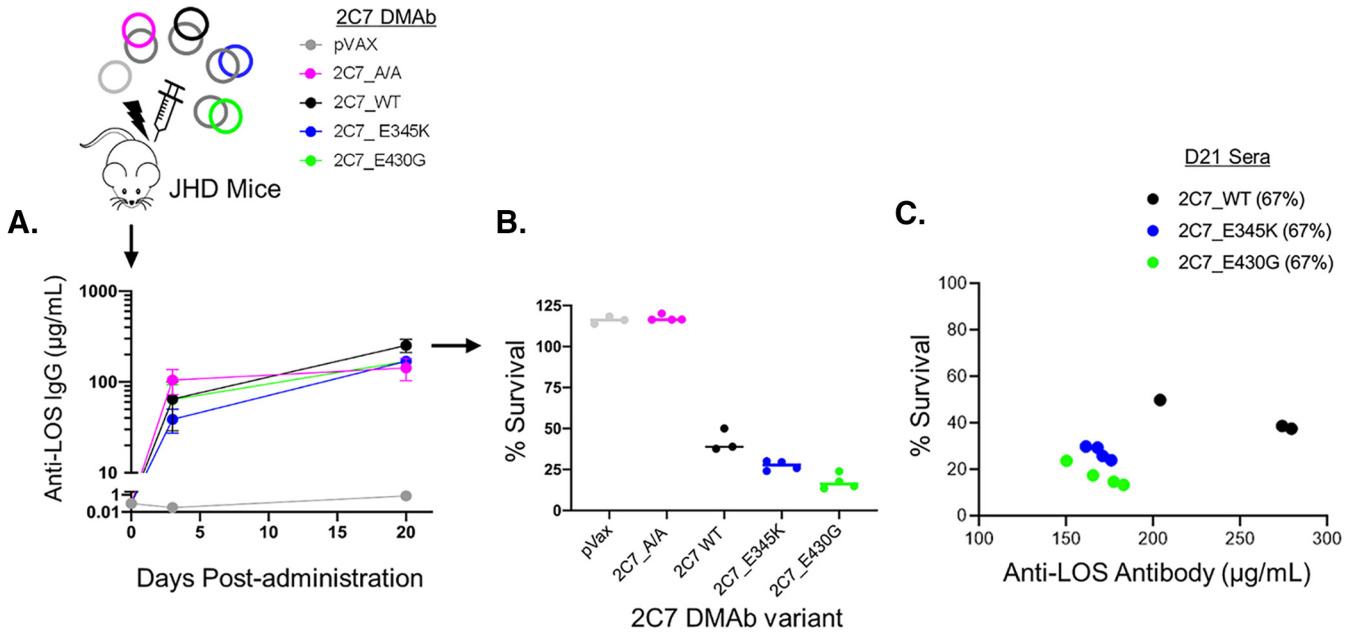 2C7 DMAb
pVAX
2C7_A/A
2C7_WT
2C7_ E345K
2C7_E430G
JHD Mice
A.
Anti-LOS IgG (µg/mL)
1000
100
10
1
0.01
0
5
10
15
20
Days Post-administration
B.
% Survival
125
100
75
50
25
0
pVax
2C7_A/A
2C7 WT
2C7_E345K
2C7_E430G
2C7 DMAb variant
C.
D21 Sera
2C7_WT (67%)
2C7_E345K (67%)
2C7_E430G (67%)
% Survival
100
80
60
40
20
0
100
150
200
250
300
Anti-LOS Antibody (µg/mL)